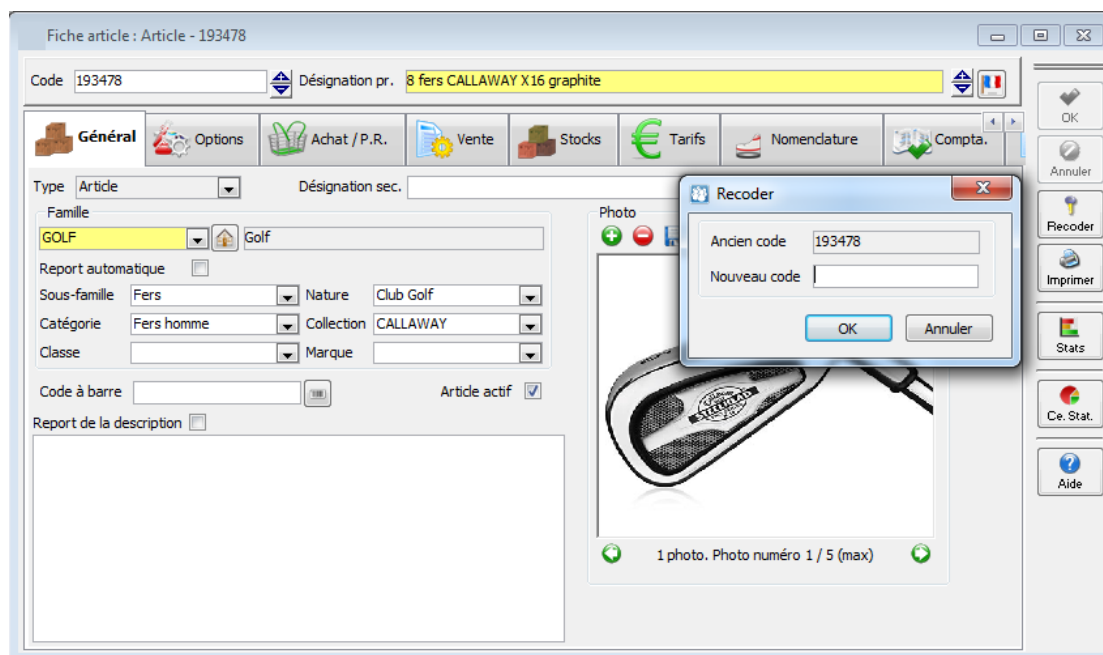 Fiche article : Article - 193478
Code 193478 Désignation pr. 8 fers CALLAWAY X16 graphite
Général Options Achat / P.R. Vente Stocks Tarifs Nomenclature Compta.
Type Article Désignation sec.
Famille
GOLF Golf
Report automatique
Sous-famille Fers Nature Club Golf
Catégorie Fers homme Collection CALLAWAY
Classe Marque
Code à barre Article actif
Report de la description
Photo
STEELHEAD
1 photo. Photo numéro 1 / 5 (max)
Recoder
Ancien code 193478
Nouveau code
OK Annuler
OK
Annuler
Recoder
Imprimer
Stats
Ce. Stat.
Aide